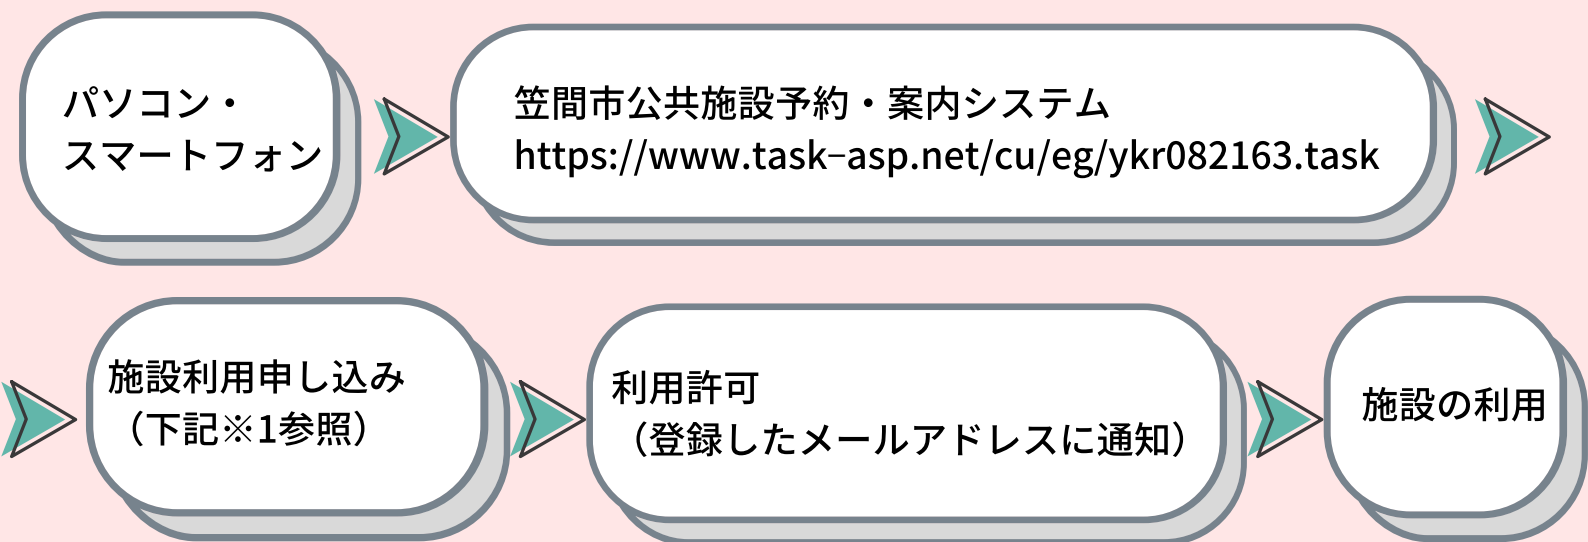 パソコン・
スマートフォン
笠間市公共施設予約・案内システム
https://www.task-asp.net/cu/eg/ykr082163.task
施設利用申し込み
（下記※1参照）
利用許可
（登録したメールアドレスに通知）
施設の利用